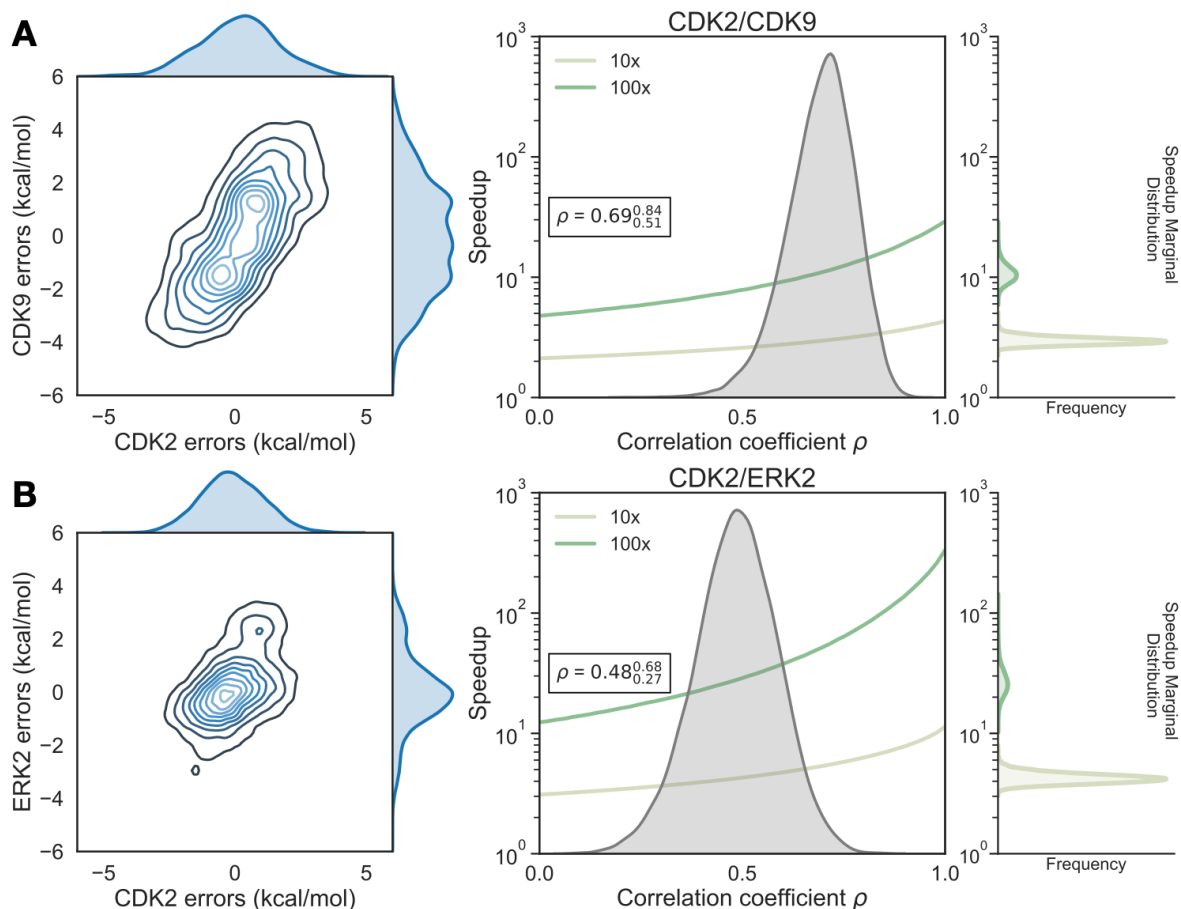 A
CDK9 errors (kcal/mol)
6
4
2
0
−2
−4
−6
−5
0
5
CDK2 errors (kcal/mol)
CDK2/CDK9
10x
100x
ρ = 0.69 0.84 0.51
Speedup
10³
10²
10¹
10⁰
0.0
0.5
1.0
Correlation coefficient ρ
10³
10²
10¹
10⁰
Frequency
Speedup Marginal
Distribution
B
ERK2 errors (kcal/mol)
6
4
2
0
−2
−4
−6
−5
0
5
CDK2 errors (kcal/mol)
CDK2/ERK2
10x
100x
ρ = 0.48 0.68 0.27
Speedup
10³
10²
10¹
10⁰
0.0
0.5
1.0
Correlation coefficient ρ
10³
10²
10¹
10⁰
Frequency
Speedup Marginal
Distribution